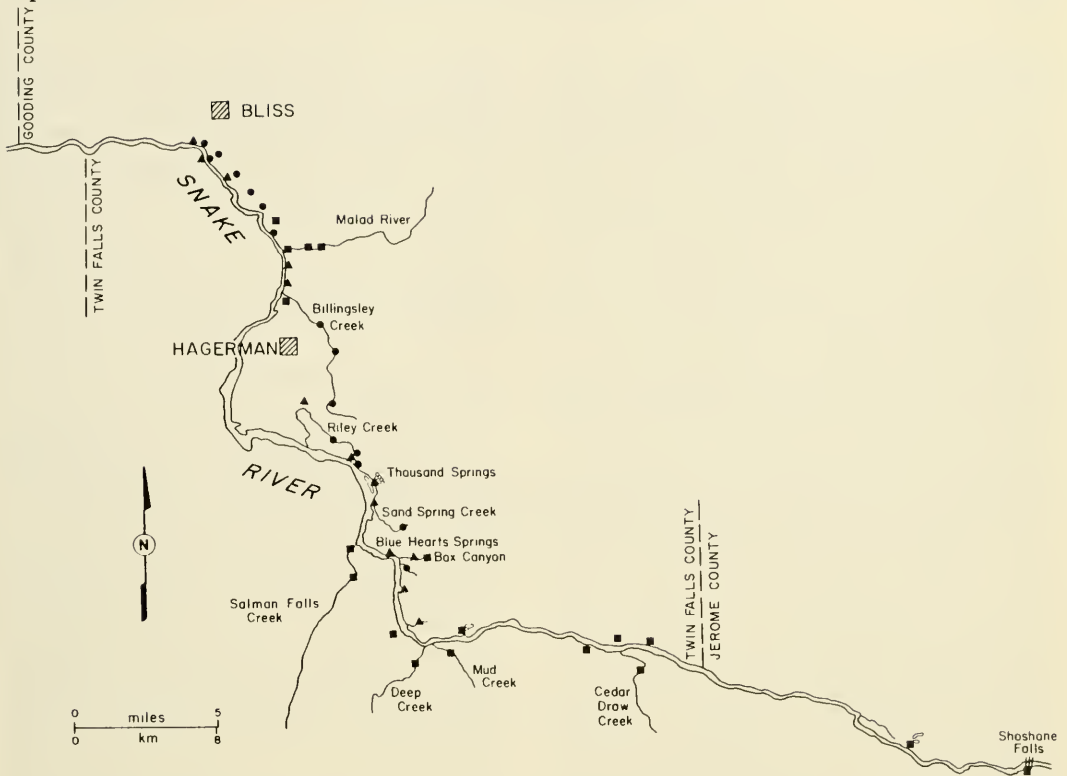 GOODING COUNTY
TWIN FALLS COUNTY
BLISS
SNAKE
Malad River
Billingsley
Creek
HAGERMAN
Riley Creek
RIVER
Thousand Springs
Sand Spring Creek
Blue Hearts Springs
Box Canyon
N
Salman Falls
Creek
TWIN FALLS COUNTY
JEROME COUNTY
Mud
Creek
Deep
Creek
Cedar
Draw
Creek
0 miles 5
0 km 8
Shoshone
Falls